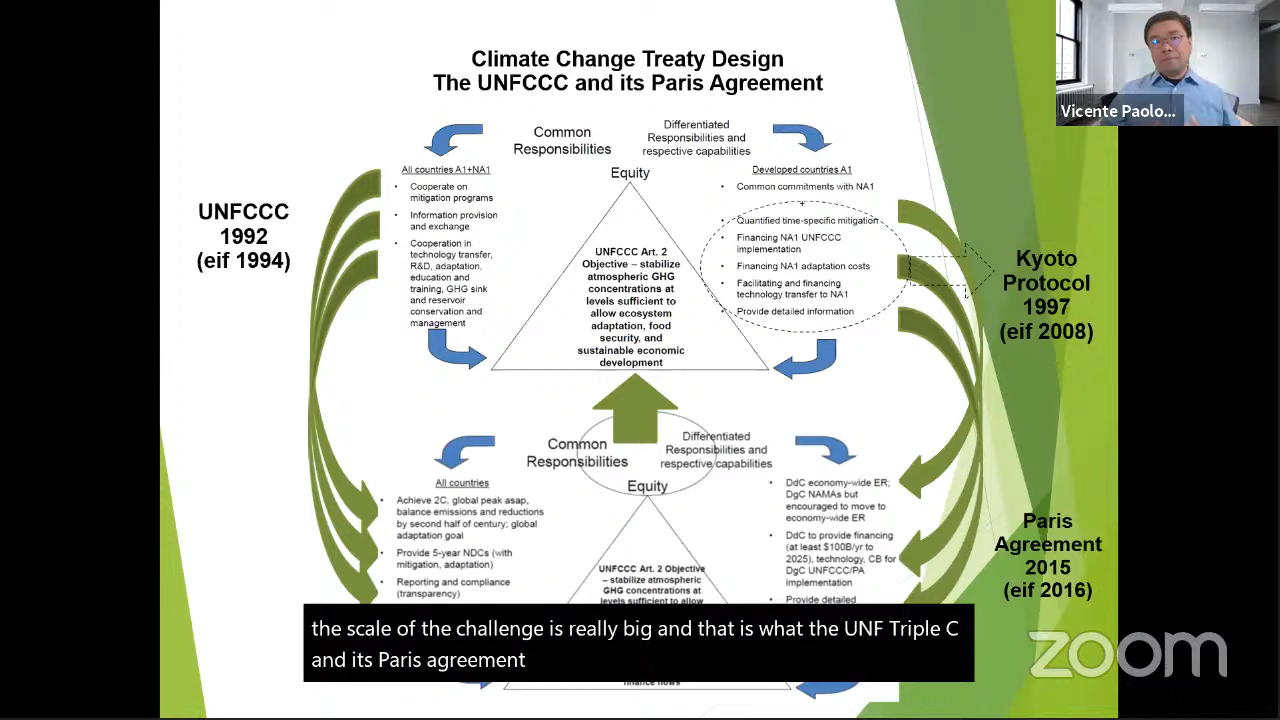 Climate Change Treaty Design
The UNFCCC and its Paris Agreement
Vicente Paolo...
Common
Responsibilities
Differentiated
Responsibilities and
respective capabilities
Equity
All countries A1+NA1
• Cooperate on
mitigation programs
• Information provision
and exchange
• Cooperation in
technology transfer,
R&D, adaptation,
education and
training, GHG sink
and reservoir
conservation and
management
Developed countries A1
• Common commitments with NA1
+
• Quantified time-specific mitigation
• Financing NA1 UNFCCC
implementation
• Financing NA1 adaptation costs
• Facilitating and financing
technology transfer to NA1
• Provide detailed information
UNFCCC
1992
(eif 1994)
UNFCCC Art. 2
Objective – stabilize
atmospheric GHG
concentrations at
levels sufficient to
allow ecosystem
adaptation, food
security, and
sustainable economic
development
Kyoto
Protocol
1997
(eif 2008)
Common
Responsibilities
Differentiated
Responsibilities and
respective capabilities
Equity
All countries
• Achieve 2C, global peak asap,
balance emissions and reductions
by second half of century; global
adaptation goal
• Provide 5-year NDCs (with
mitigation, adaptation)
• Reporting and compliance
(transparency)
• DdC economy-wide ER;
DgC NAMAs but
encouraged to move to
economy-wide ER
• DdC to provide financing
(at least $100B/yr to
2025), technology, CB for
DgC UNFCCC/PA
implementation
• Provide detailed
UNFCCC Art. 2 Objective
– stabilize atmospheric
GHG concentrations at
levels sufficient to allow
Paris
Agreement
2015
(eif 2016)
the scale of the challenge is really big and that is what the UNF Triple C
and its Paris agreement
finance flows
zoom